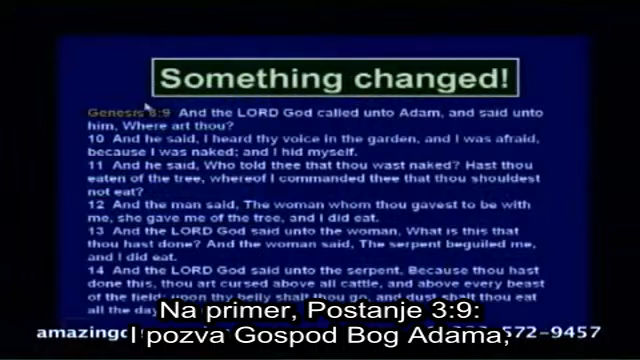 Something changed!
Genesis 3:9 And the LORD God called unto Adam, and said unto
him, Where art thou?
10 And he said, I heard thy voice in the garden, and I was afraid,
because I was naked; and I hid myself.
11 And he said, Who told thee that thou wast naked? Hast thou
eaten of the tree, whereof I commanded thee that thou shouldest
not eat?
12 And the man said, The woman whom thou gavest to be with
me, she gave me of the tree, and I did eat.
13 And the LORD God said unto the woman, What is this that
thou hast done? And the woman said, The serpent beguiled me,
and I did eat.
14 And the LORD God said unto the serpent, Because thou hast
done this, thou art cursed above all cattle, and above every beast
of the field; upon thy belly shalt thou go, and dust shalt thou eat
all the
Na primer, Postanje 3:9:
I pozva Gospod Bog Adama,